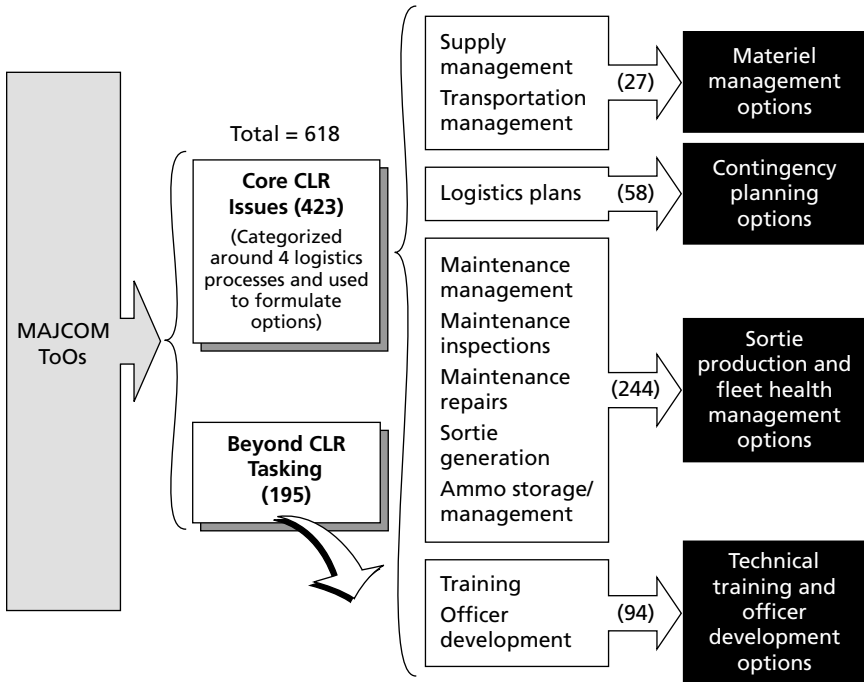 MAJCOM
ToOs
Total = 618
Core CLR
Issues (423)
(Categorized
around 4 logistics
processes and used
to formulate
options)
Beyond CLR
Tasking
(195)
Supply
management
Transportation
management
(27)
Materiel
management
options
Logistics plans
(58)
Contingency
planning
options
Maintenance
management
Maintenance
inspections
Maintenance
repairs
Sortie
generation
Ammo storage/
management
(244)
Sortie
production and
fleet health
management
options
Training
Officer
development
(94)
Technical
training and
officer
development
options